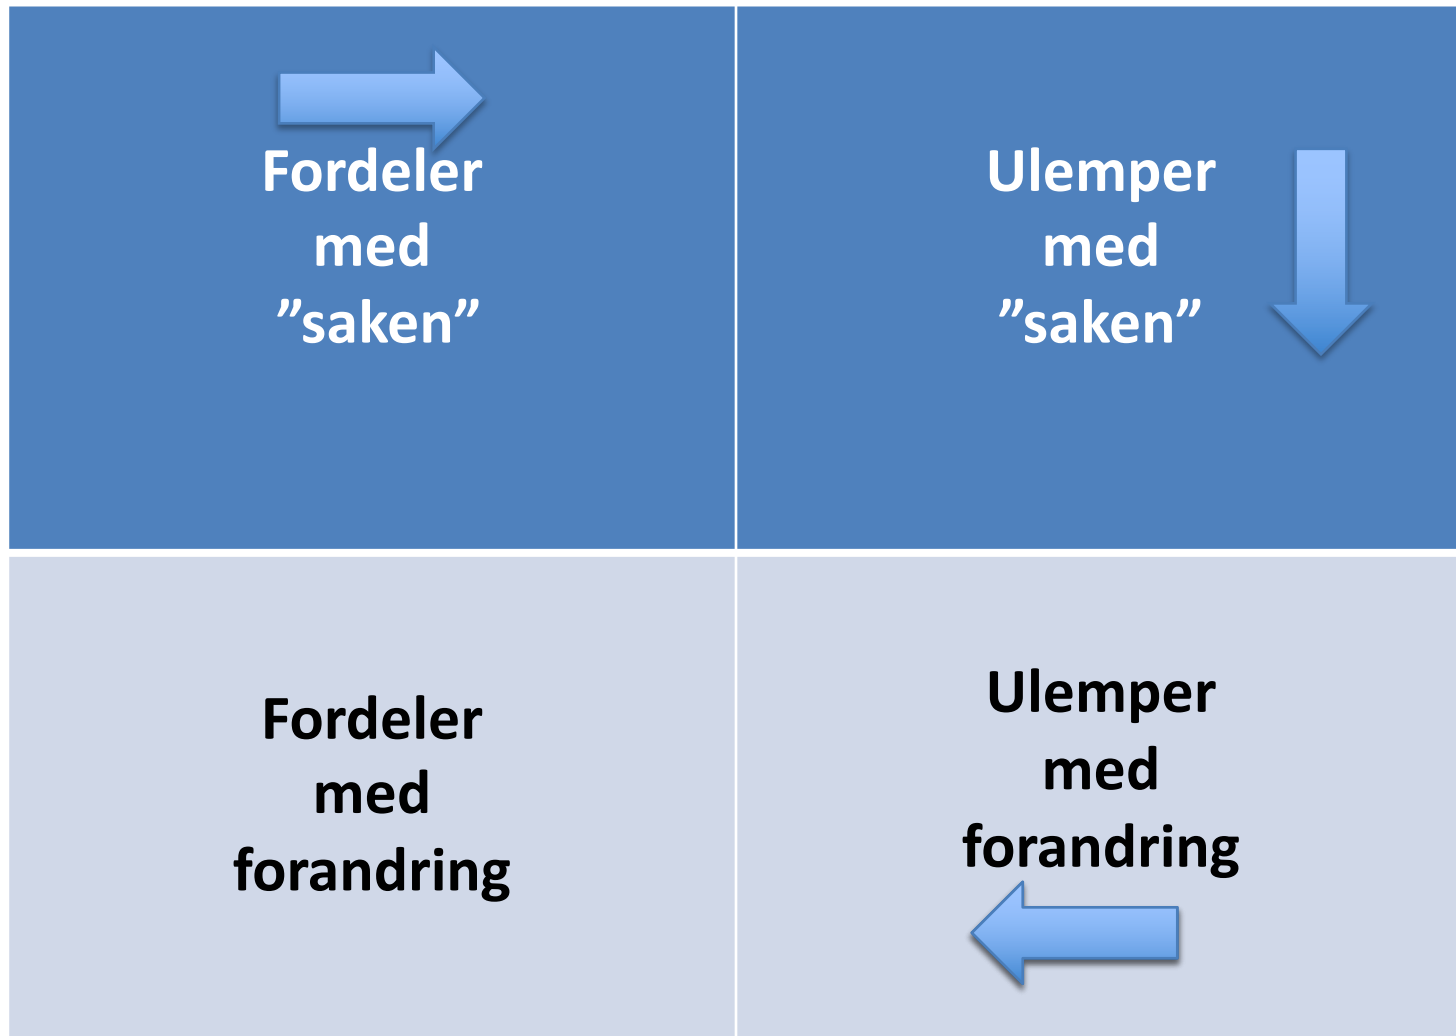 Fordeler
med
”saken”
Ulemper
med
”saken”
Fordeler
med
forandring
Ulemper
med
forandring